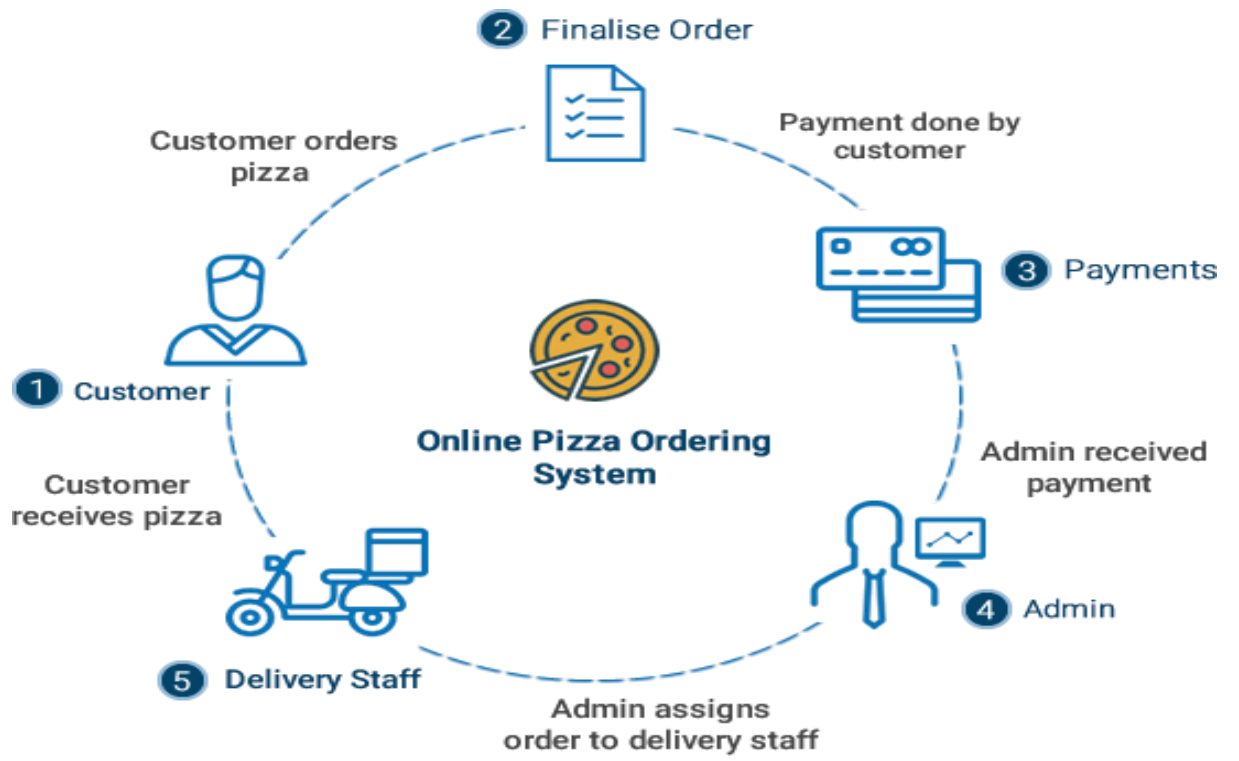 2 Finalise Order
Customer orders
pizza
Payment done by
customer
3 Payments
1 Customer
Online Pizza Ordering
System
Admin received
payment
Customer
receives pizza
4 Admin
5 Delivery Staff
Admin assigns
order to delivery staff